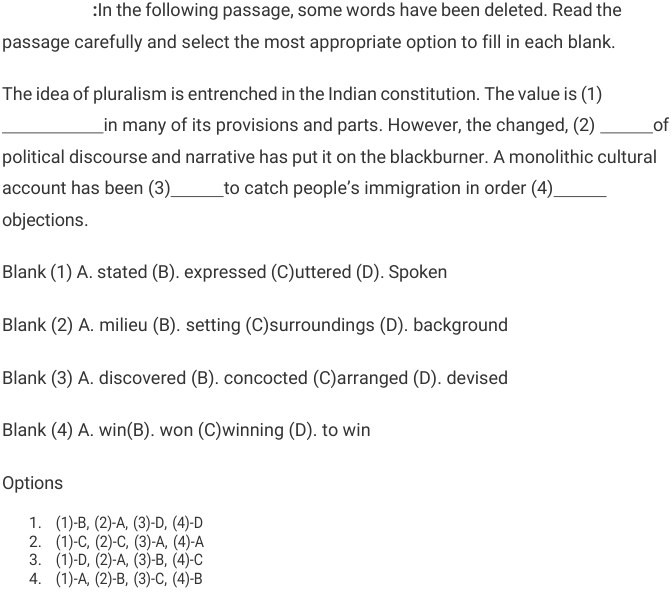 :In the following passage, some words have been deleted. Read the
passage carefully and select the most appropriate option to fill in each blank.
The idea of pluralism is entrenched in the Indian constitution. The value is (1)
___________in many of its provisions and parts. However, the changed, (2) ______of
political discourse and narrative has put it on the blackburner. A monolithic cultural
account has been (3)______to catch people's immigration in order (4)______
objections.
Blank (1) A. stated (B). expressed (C)uttered (D). Spoken
Blank (2) A. milieu (B). setting (C)surroundings (D). background
Blank (3) A. discovered (B). concocted (C)arranged (D). devised
Blank (4) A. win(B). won (C)winning (D). to win
Options
1. (1)-B, (2)-A, (3)-D, (4)-D
2. (1)-C, (2)-C, (3)-A, (4)-A
3. (1)-D, (2)-A, (3)-B, (4)-C
4. (1)-A, (2)-B, (3)-C, (4)-B